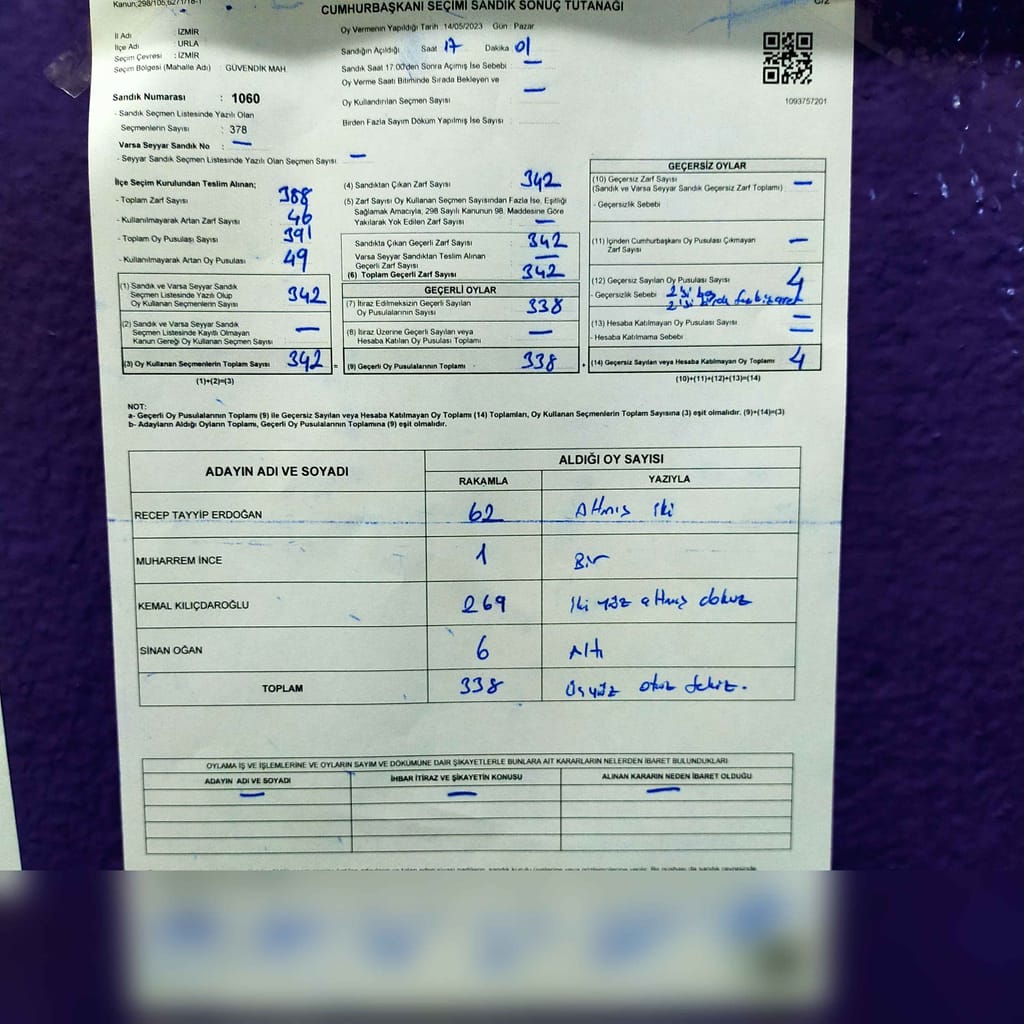 Kanun;298/105,
CUMHURBAŞKANI SEÇİMİ SANDIK SONUÇ TUTANAĞI
İl Adı : İZMİR
İlçe Adı : URLA
Seçim Çevresi : İZMİR
Seçim Bölgesi (Mahalle Adı) : GÜVENDİK MAH.
Sandık Numarası : 1060
- Sandık Seçmen Listesinde Yazılı Olan
Seçmenlerin Sayısı : 378
Varsa Seyyar Sandık No : —
- Seyyar Sandık Seçmen Listesinde Yazılı Olan Seçmen Sayısı —
Oy Vermenin Yapıldığı Tarih 14/05/2023 Gün Pazar
Sandığın Açıldığı Saat 17 Dakika 01
Sandık Saat 17:00'den Sonra Açılmış İse Sebebi —
Oy Verme Saati Bitiminde Sırada Bekleyen ve
Oy Kullandırılan Seçmen Sayısı —
Birden Fazla Sayım Döküm Yapılmış İse Sayısı
1093757201
İlçe Seçim Kurulundan Teslim Alınan;
- Toplam Zarf Sayısı 388
- Kullanılmayarak Artan Zarf Sayısı 46
- Toplam Oy Pusulası Sayısı 391
- Kullanılmayarak Artan Oy Pusulası 49
(1) Sandık ve Varsa Seyyar Sandık
Seçmen Listesinde Yazılı Olup
Oy Kullanan Seçmenlerin Sayısı 342
(2) Sandık ve Varsa Seyyar Sandık
Seçmen Listesinde Kayıtlı Olmayan
Kanun Gereği Oy Kullanan Seçmen Sayısı —
(3) Oy Kullanan Seçmenlerin Toplam Sayısı 342
(1)+(2)=(3)
(4) Sandıktan Çıkan Zarf Sayısı 342
(5) Zarf Sayısı Oy Kullanan Seçmen Sayısından Fazla İse, Eşitliği
Sağlamak Amacıyla, 298 Sayılı Kanunun 98. Maddesine Göre
Yakılarak Yok Edilen Zarf Sayısı —
Sandıkta Çıkan Geçerli Zarf Sayısı : 342
Varsa Seyyar Sandıktan Teslim Alınan
Geçerli Zarf Sayısı : —
(6) Toplam Geçerli Zarf Sayısı : 342
GEÇERLİ OYLAR
(7) İtiraz Edilmeksizin Geçerli Sayılan
Oy Pusulalarının Sayısı 338
(8) İtiraz Üzerine Geçerli Sayılan veya
Hesaba Katılan Oy Pusulası Toplamı —
(9) Geçerli Oy Pusulalarının Toplamı 338
GEÇERSİZ OYLAR
(10) Geçersiz Zarf Sayısı
(Sandık ve Varsa Seyyar Sandık Geçersiz Zarf Toplamı) —
- Geçersizlik Sebebi
(11) İçinden Cumhurbaşkanı Oy Pusulası Çıkmayan
Zarf Sayısı —
(12) Geçersiz Sayılan Oy Pusulası Sayısı 4
- Geçersizlik Sebebi : 2 si
2 si
(13) Hesaba Katılmayan Oy Pusulası Sayısı : —
- Hesaba Katılmama Sebebi : —
(14) Geçersiz Sayılan veya Hesaba Katılmayan Oy Toplamı 4
(10)+(11)+(12)+(13)=(14)
NOT:
a- Geçerli Oy Pusulalarının Toplamı (9) ile Geçersiz Sayılan veya Hesaba Katılmayan Oy Toplamı (14) Toplamları, Oy Kullanan Seçmenlerin Toplam Sayısına (3) eşit olmalıdır. (9)+(14)=(3)
b- Adayların Aldığı Oyların Toplamı, Geçerli Oy Pusulalarının Toplamına (9) eşit olmalıdır.
ADAYIN ADI VE SOYADI ALDIĞI OY SAYISI
RAKAMLA YAZIYLA
RECEP TAYYİP ERDOĞAN 62 Altmış iki
MUHARREM İNCE 1 Bir
KEMAL KILIÇDAROĞLU 269 iki yüz altmış dokuz
SİNAN OĞAN 6 Altı
TOPLAM 338 üçyüz otuz sekiz.
OYLAMA İŞ VE İŞLEMLERİNE VE OYLARIN SAYIM VE DÖKÜMÜNE DAİR ŞİKAYETLERLE BUNLARA AİT KARARLARIN NELERDEN İBARET BULUNDUKLARI
ADAYIN ADI VE SOYADI İHBAR İTİRAZ VE ŞİKAYETİN KONUSU ALINAN KARARIN NEDEN İBARET OLDUĞU
— — —